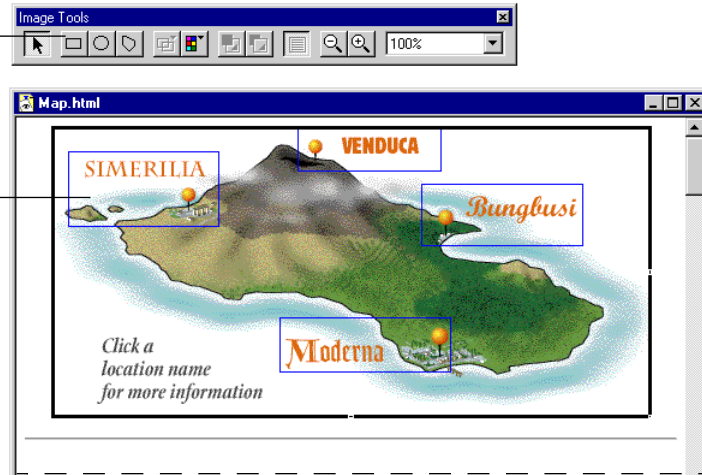 Image Tools
100%
Map.html
VENDUCA
SIMERILIA
Bungbusi
Moderna
Click a
location name
for more information